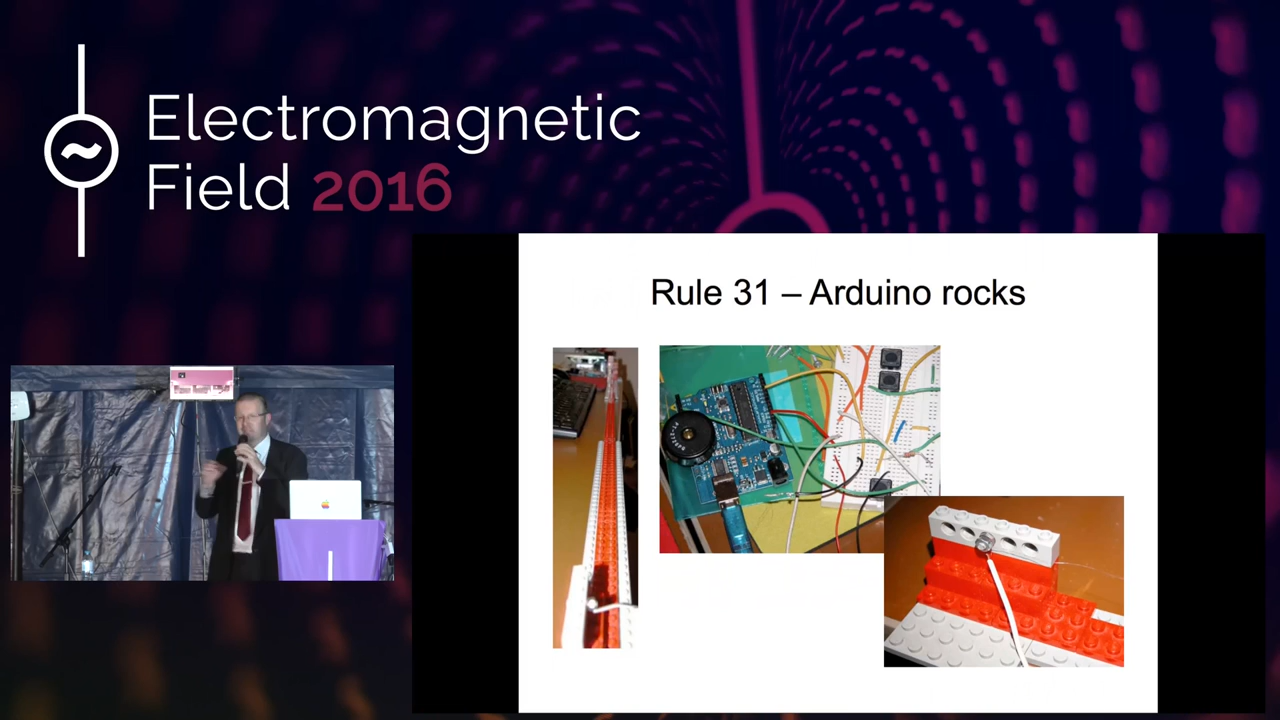 Electromagnetic
Field 2016
Rule 31 – Arduino rocks